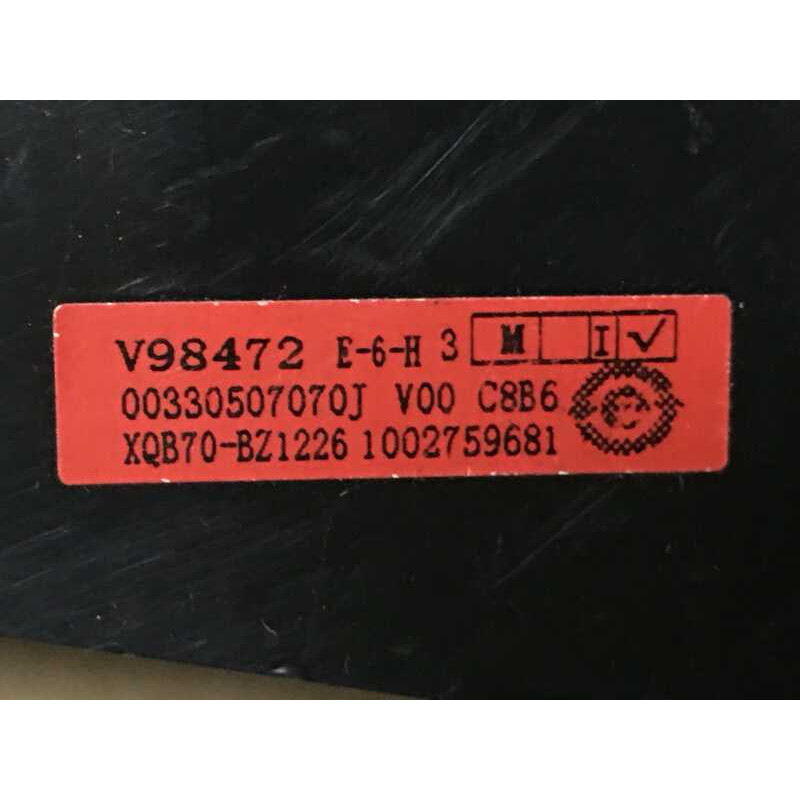 V98472 E-6-H 3 M I ✓
00330507070J V00 C8B6
XQB70-BZ1226 1002759681